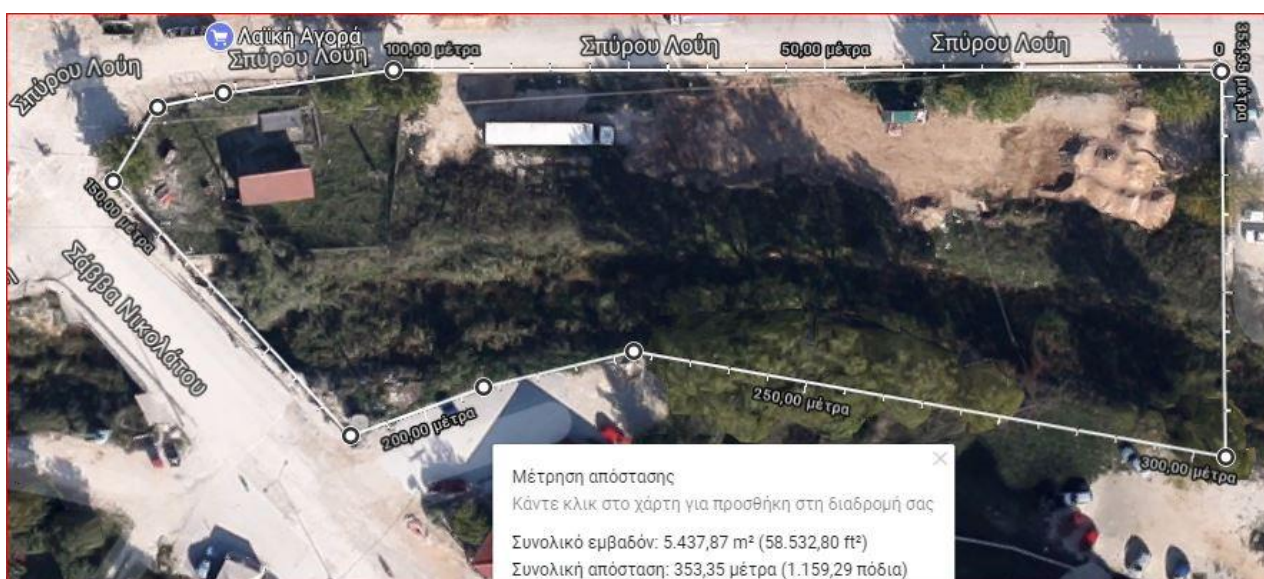 Λαϊκή Αγορά
Σπύρου Λούη
Σπύρου Λούη
100,00 μέτρα
Σπύρου Λούη
50,00 μέτρα
Σπύρου Λούη
0
353,35 μέτρα
150,00 μέτρα
Σάββα Νικολάτου
200,00 μέτρα
250,00 μέτρα
300,00 μέτρα
Μέτρηση απόστασης
Κάντε κλικ στο χάρτη για προσθήκη στη διαδρομή σας
Συνολικό εμβαδόν: 5.437,87 m² (58.532,80 ft²)
Συνολική απόσταση: 353,35 μέτρα (1.159,29 πόδια)